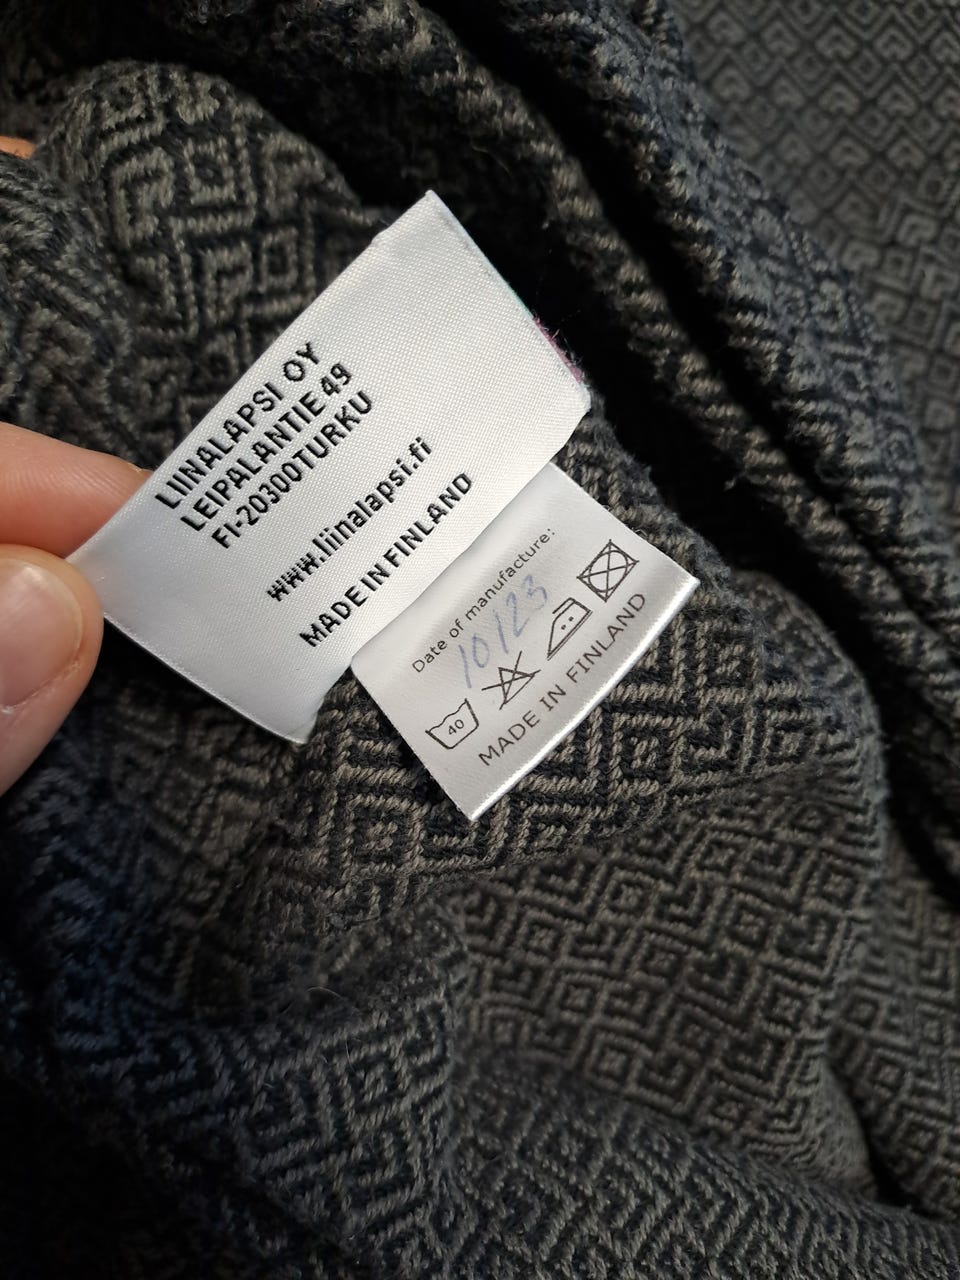 LIINALAPSI OY
LEIPALANTIE 49
FI-20300TURKU
www.liinalapsi.fi
MADE IN FINLAND
Date of manufacture:
10/23
40
MADE IN FINLAND